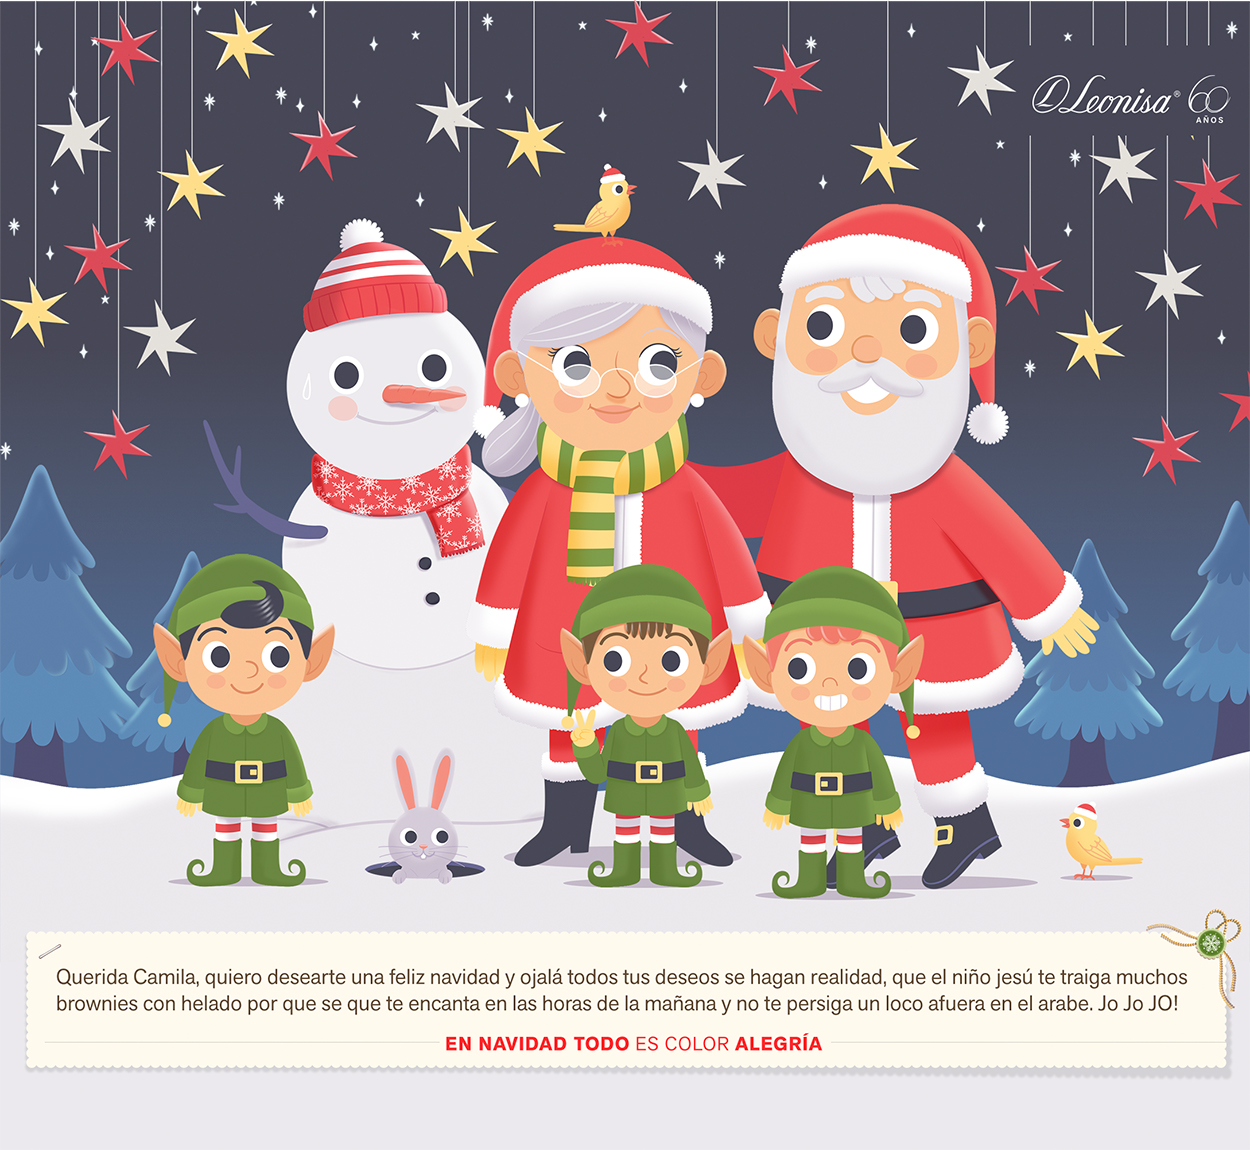 Leonisa® 60
AÑOS
Querida Camila, quiero desearte una feliz navidad y ojalá todos tus deseos se hagan realidad, que el niño jesú te traiga muchos
brownies con helado por que se que te encanta en las horas de la mañana y no te persiga un loco afuera en el arabe. Jo Jo JO!
EN NAVIDAD TODO ES COLOR ALEGRÍA